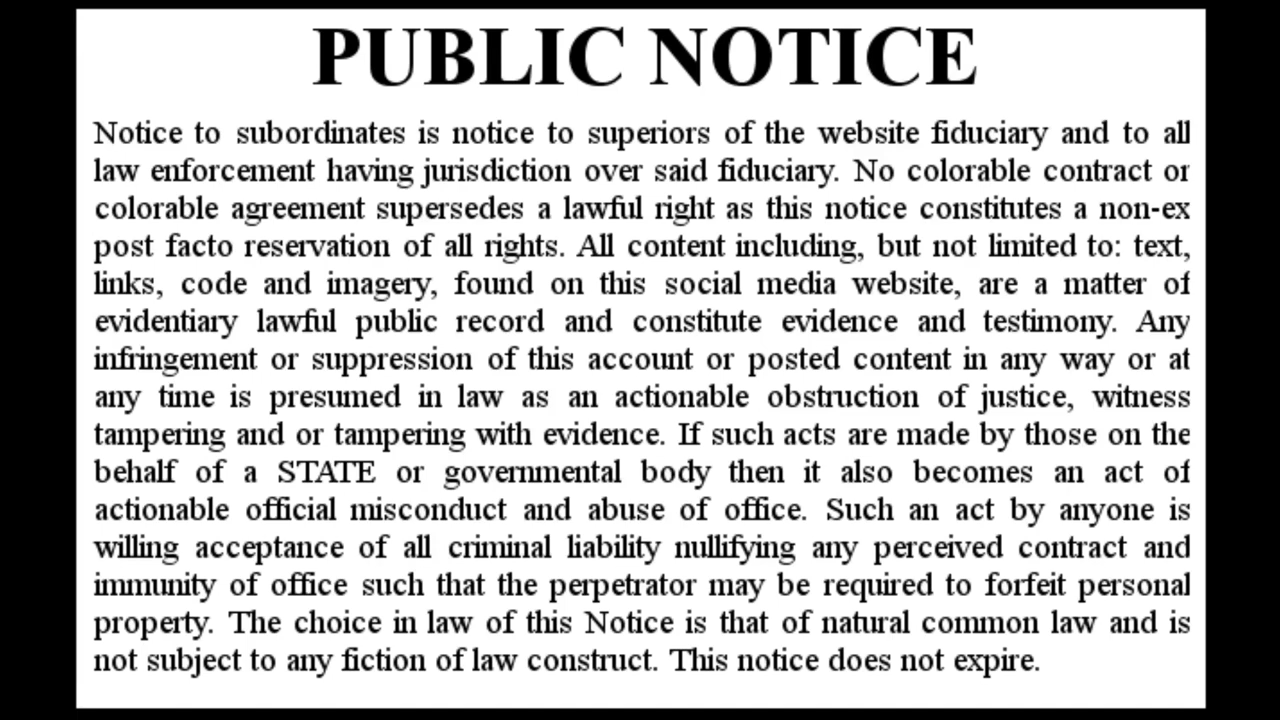 PUBLIC NOTICE
Notice to subordinates is notice to superiors of the website fiduciary and to all
law enforcement having jurisdiction over said fiduciary. No colorable contract or
colorable agreement supersedes a lawful right as this notice constitutes a non-ex
post facto reservation of all rights. All content including, but not limited to: text,
links, code and imagery, found on this social media website, are a matter of
evidentiary lawful public record and constitute evidence and testimony. Any
infringement or suppression of this account or posted content in any way or at
any time is presumed in law as an actionable obstruction of justice, witness
tampering and or tampering with evidence. If such acts are made by those on the
behalf of a STATE or governmental body then it also becomes an act of
actionable official misconduct and abuse of office. Such an act by anyone is
willing acceptance of all criminal liability nullifying any perceived contract and
immunity of office such that the perpetrator may be required to forfeit personal
property. The choice in law of this Notice is that of natural common law and is
not subject to any fiction of law construct. This notice does not expire.